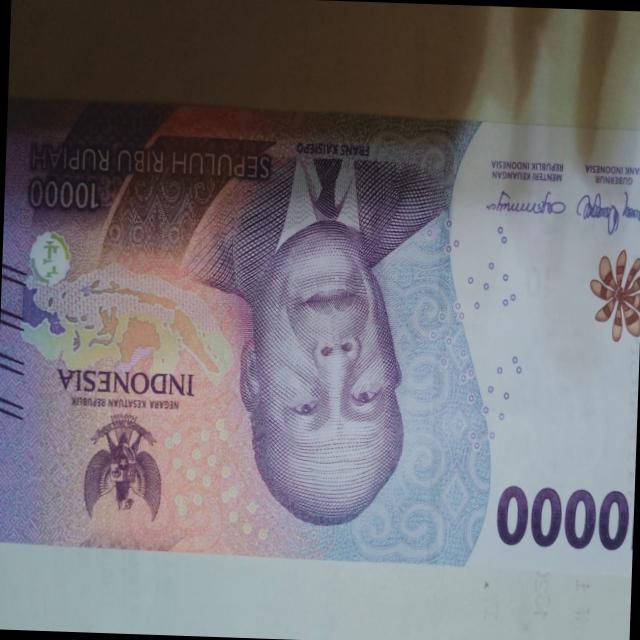 0000
NEGARA KESATUAN REPUBLIK
INDONESIA
10000
SEPULUH RIBU RUPIAH
FRANS KAISIEPO
MENTERI KEUANGAN
REPUBLIK INDONESIA
GUBERNUR
BANK INDONESIA